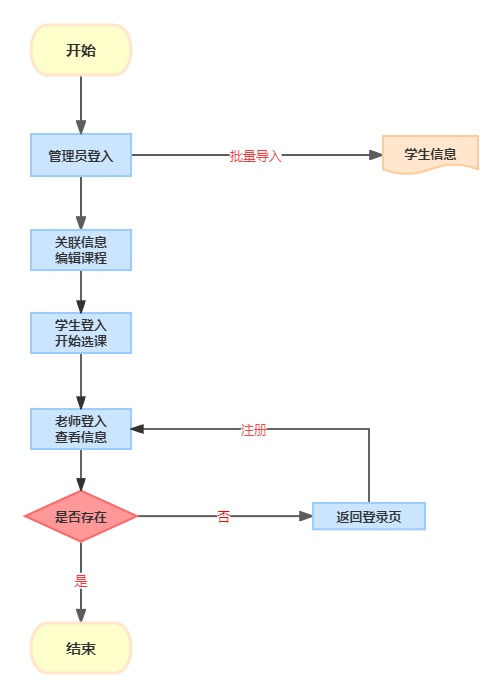 开始
管理员登入
批量导入
学生信息
关联信息
编辑课程
学生登入
开始选课
老师登入
查看信息
注册
是否存在
否
返回登录页
是
结束